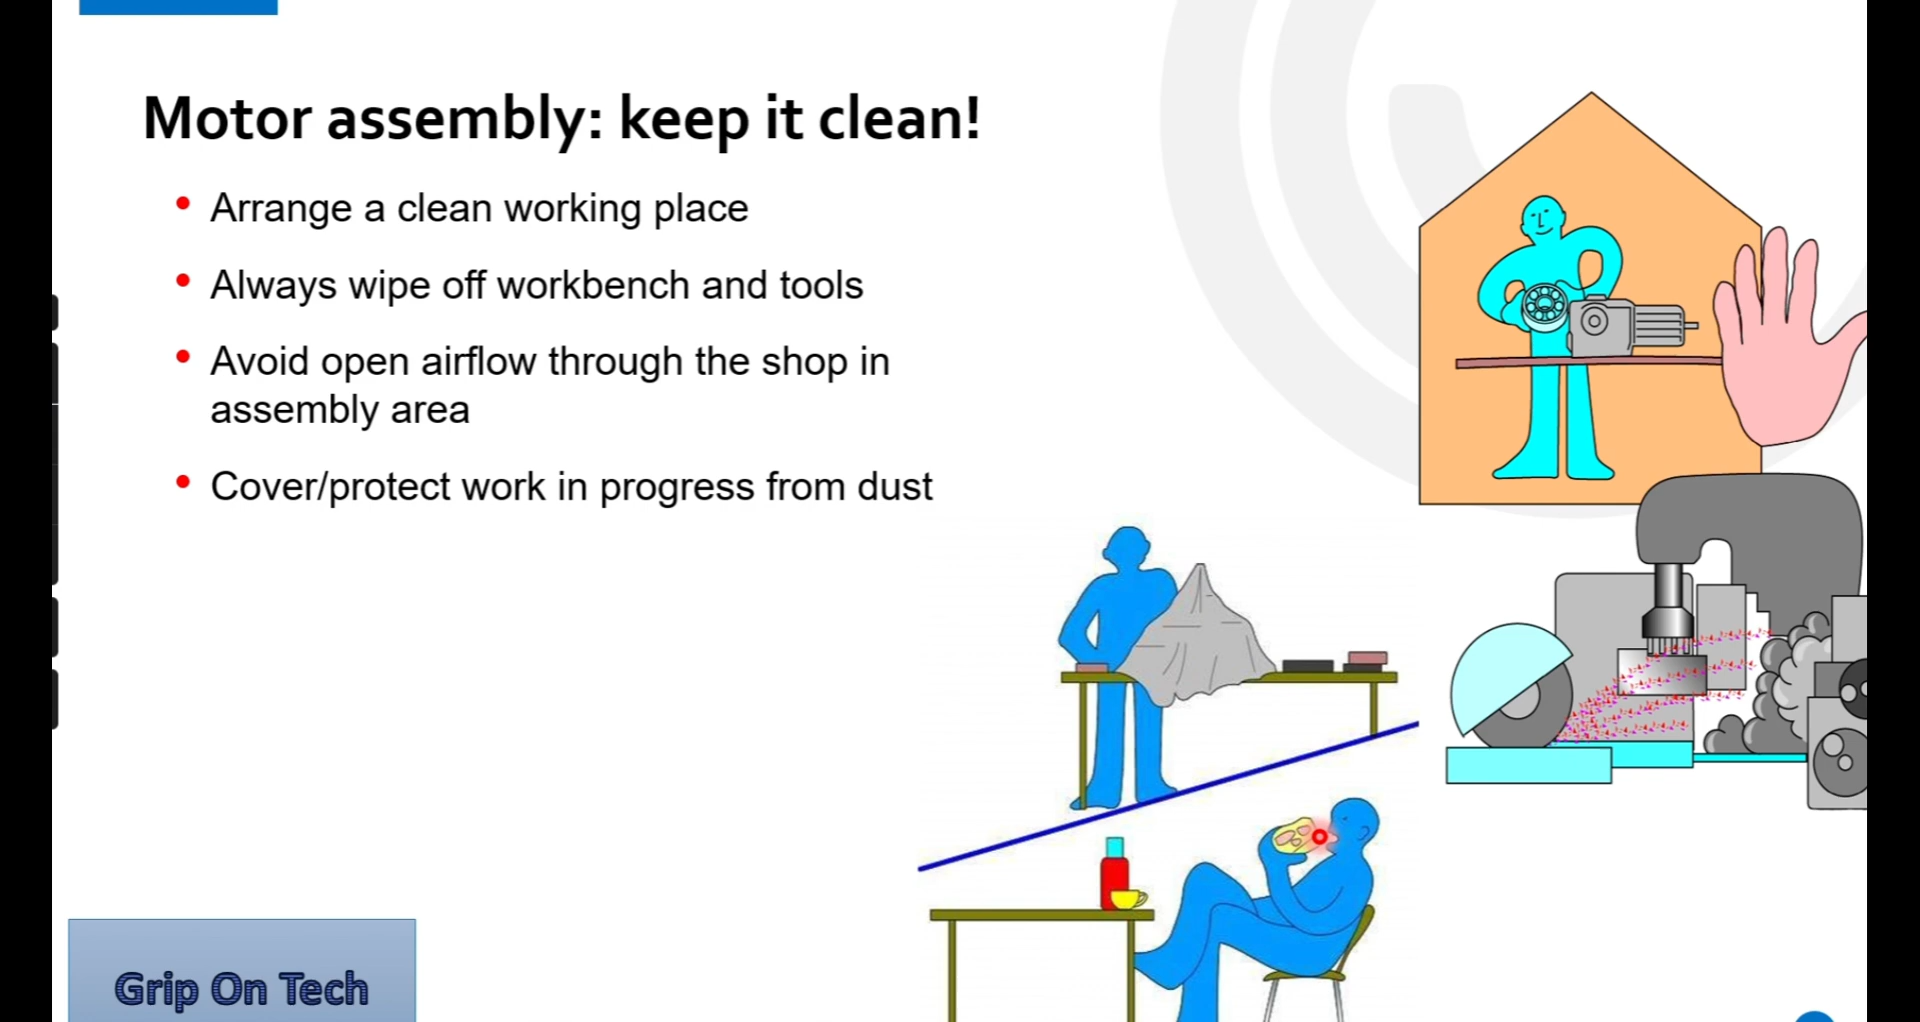 Motor assembly: keep it clean!
• Arrange a clean working place
• Always wipe off workbench and tools
• Avoid open airflow through the shop in
assembly area
• Cover/protect work in progress from dust
Grip On Tech